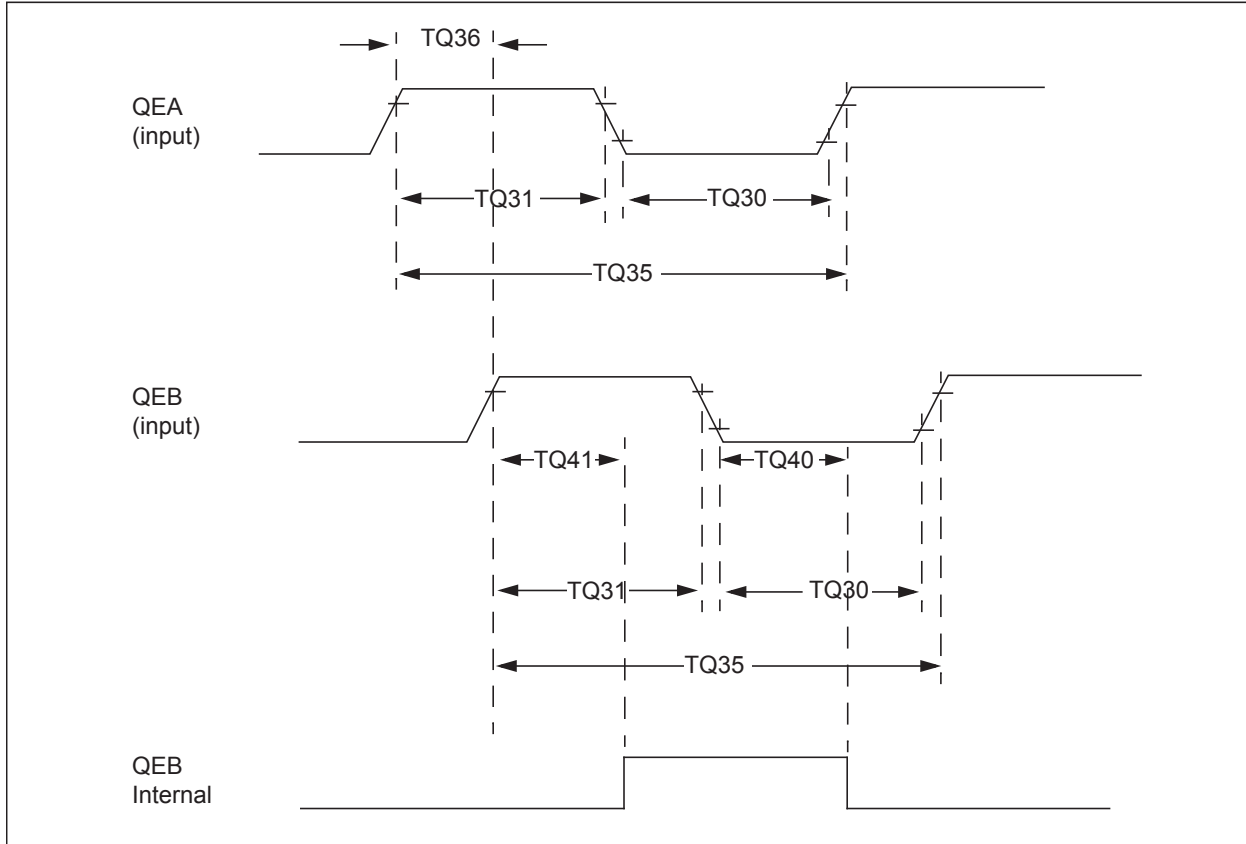 TQ36
QEA
(input)
TQ31
TQ30
TQ35
QEB
(input)
TQ41
TQ40
TQ31
TQ30
TQ35
QEB
Internal